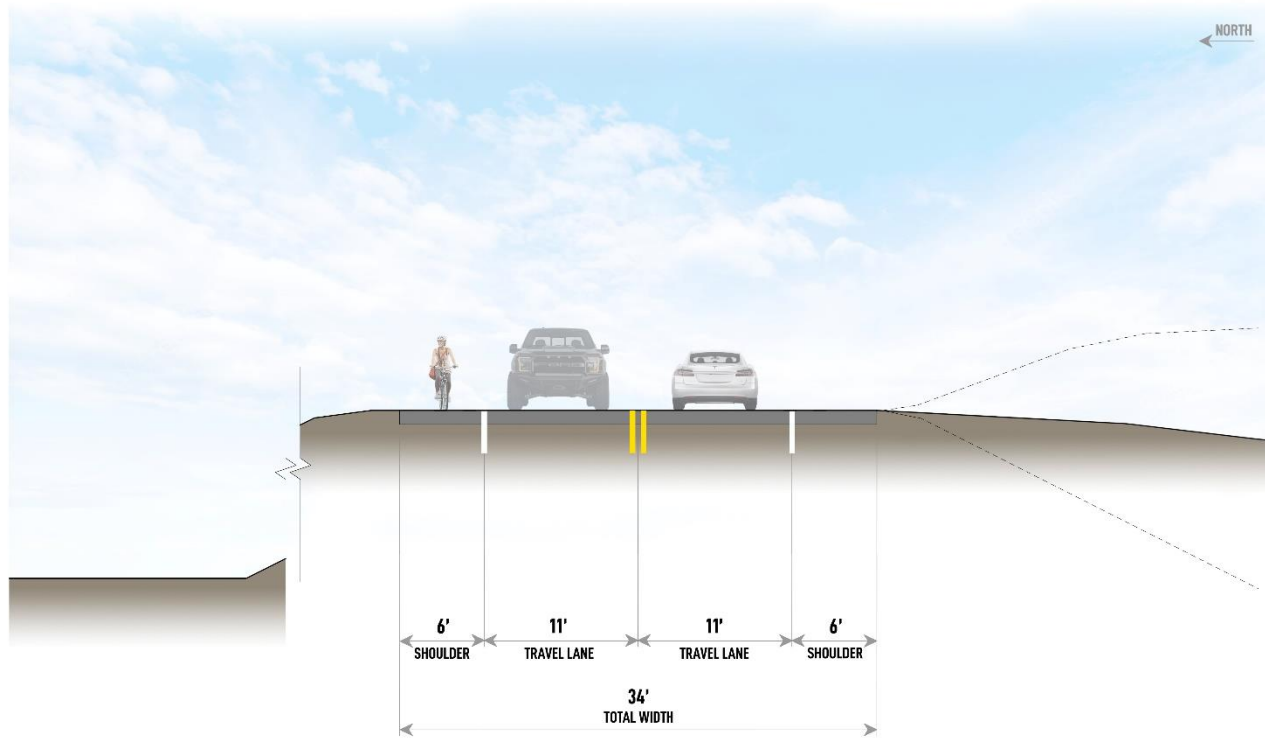 NORTH
6'
SHOULDER
11'
TRAVEL LANE
11'
TRAVEL LANE
6'
SHOULDER
34'
TOTAL WIDTH